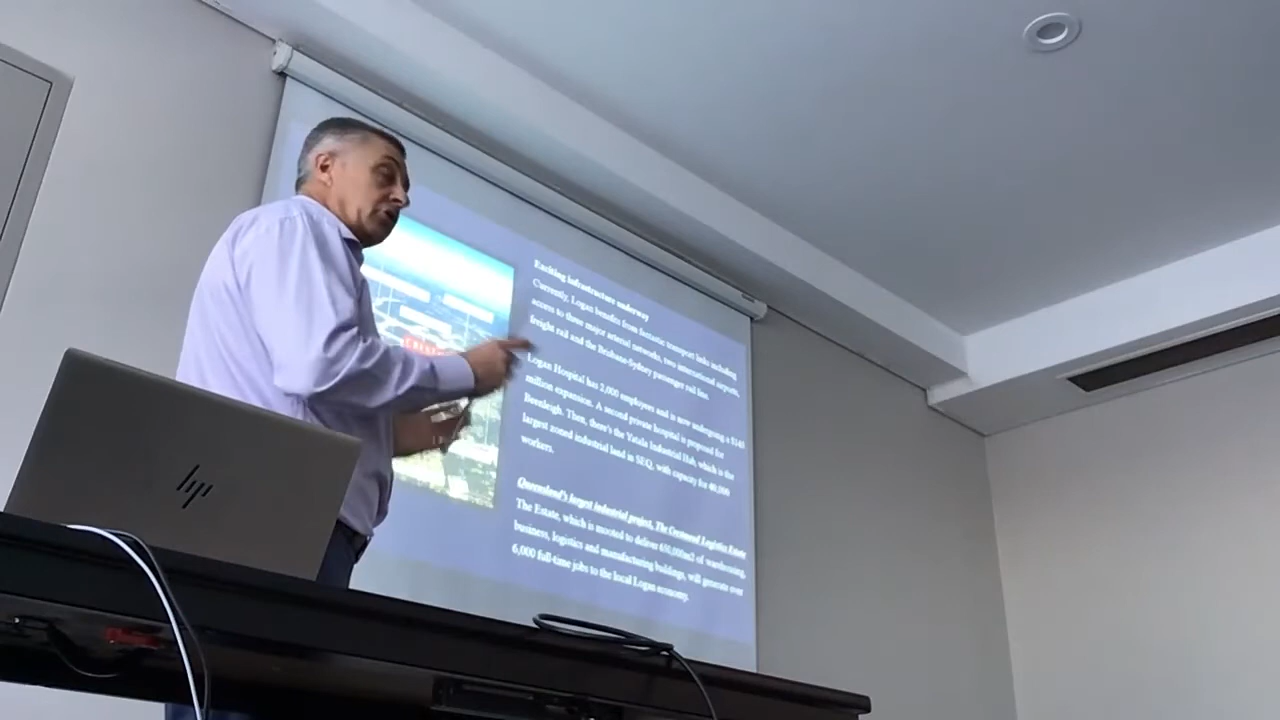 Exciting infrastructure underway
Currently, Logan benefits from fantastic transport links including
access to three major arterial networks, two international airports,
freight rail and the Brisbane-Sydney passenger rail line.
Logan Hospital has 2,000 employees and is now undergoing a $145
million expansion. A second private hospital is proposed for
Beenleigh. Then, there's the Yatala Industrial Hub, which is the
largest zoned industrial land in SEQ, with capacity for 40,000
workers.
Queensland's largest industrial project, The Crestmead Logistics Estate
The Estate, which is mooted to deliver 650,000m2 of warehousing,
business, logistics and manufacturing buildings, will generate over
6,000 full-time jobs to the local Logan economy.
hp